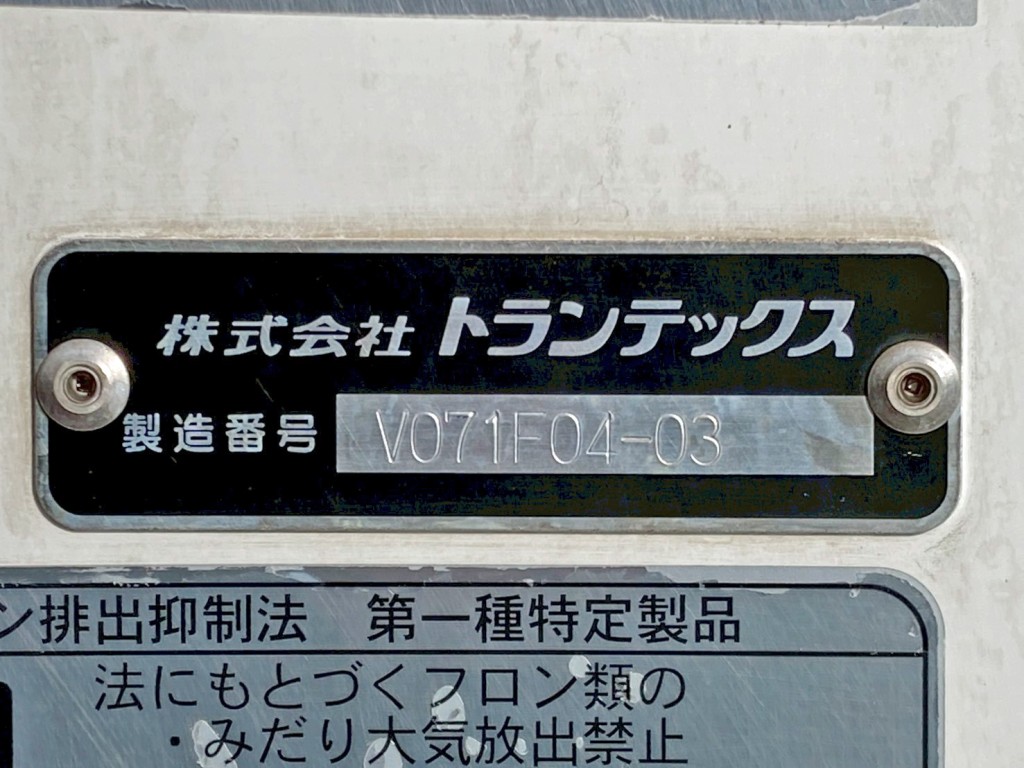 株式会社 トランテックス
製造番号 V071F04-03
ン排出抑制法 第一種特定製品
法にもとづくフロン類の
・みだり大気放出禁止